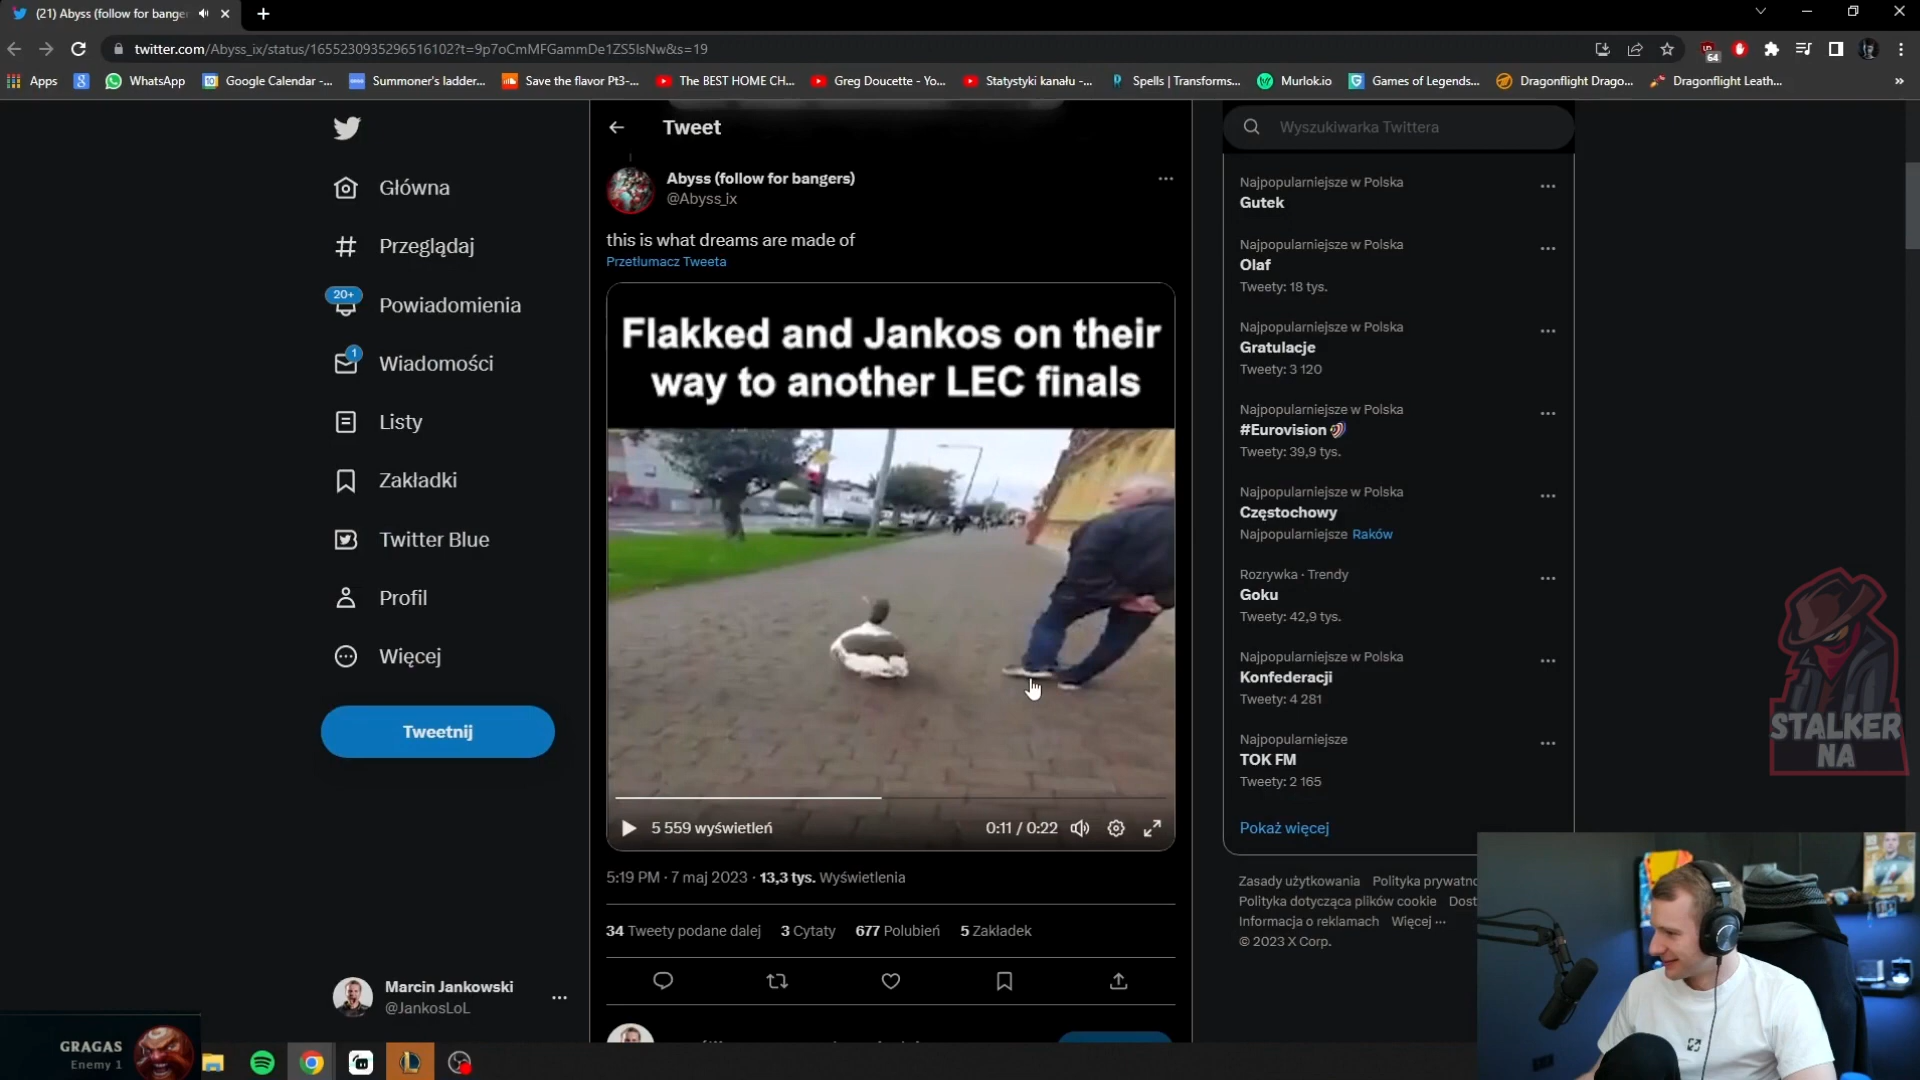 (21) Abyss (follow for banger
twitter.com/Abyss_ix/status/1655230935296516102?t=9p7oCmMFGammDe1ZS5lsNw&s=19
64
Apps
WhatsApp
Google Calendar -...
Summoner's ladder...
Save the flavor Pt3-...
The BEST HOME CH...
Greg Doucette - Yo...
Statystyki kanału -...
Spells | Transforms...
Murlok.io
Games of Legends...
Dragonflight Drago...
Dragonflight Leath...
Główna
Przeglądaj
20+
Powiadomienia
1
Wiadomości
Listy
Zakładki
Twitter Blue
Profil
Więcej
Tweetnij
Marcin Jankowski
@JankosLoL
Tweet
Abyss (follow for bangers)
@Abyss_ix
this is what dreams are made of
Przetłumacz Tweeta
Flakked and Jankos on their
way to another LEC finals
5 559 wyświetleń
0:11 / 0:22
5:19 PM · 7 maj 2023 · 13,3 tys. Wyświetlenia
34 Tweety podane dalej 3 Cytaty 677 Polubień 5 Zakładek
Wyszukiwarka Twittera
Najpopularniejsze w Polska
Gutek
Najpopularniejsze w Polska
Olaf
Tweety: 18 tys.
Najpopularniejsze w Polska
Gratulacje
Tweety: 3 120
Najpopularniejsze w Polska
#Eurovision
Tweety: 39,9 tys.
Najpopularniejsze w Polska
Częstochowy
Najpopularniejsze Raków
Rozrywka · Trendy
Goku
Tweety: 42,9 tys.
Najpopularniejsze w Polska
Konfederacji
Tweety: 4 281
Najpopularniejsze
TOK FM
Tweety: 2 165
Pokaż więcej
Zasady użytkowania Polityka prywatno
Polityka dotycząca plików cookie Dost
Informacja o reklamach Więcej ···
© 2023 X Corp.
STALKER
NA
GRAGAS
Enemy 1